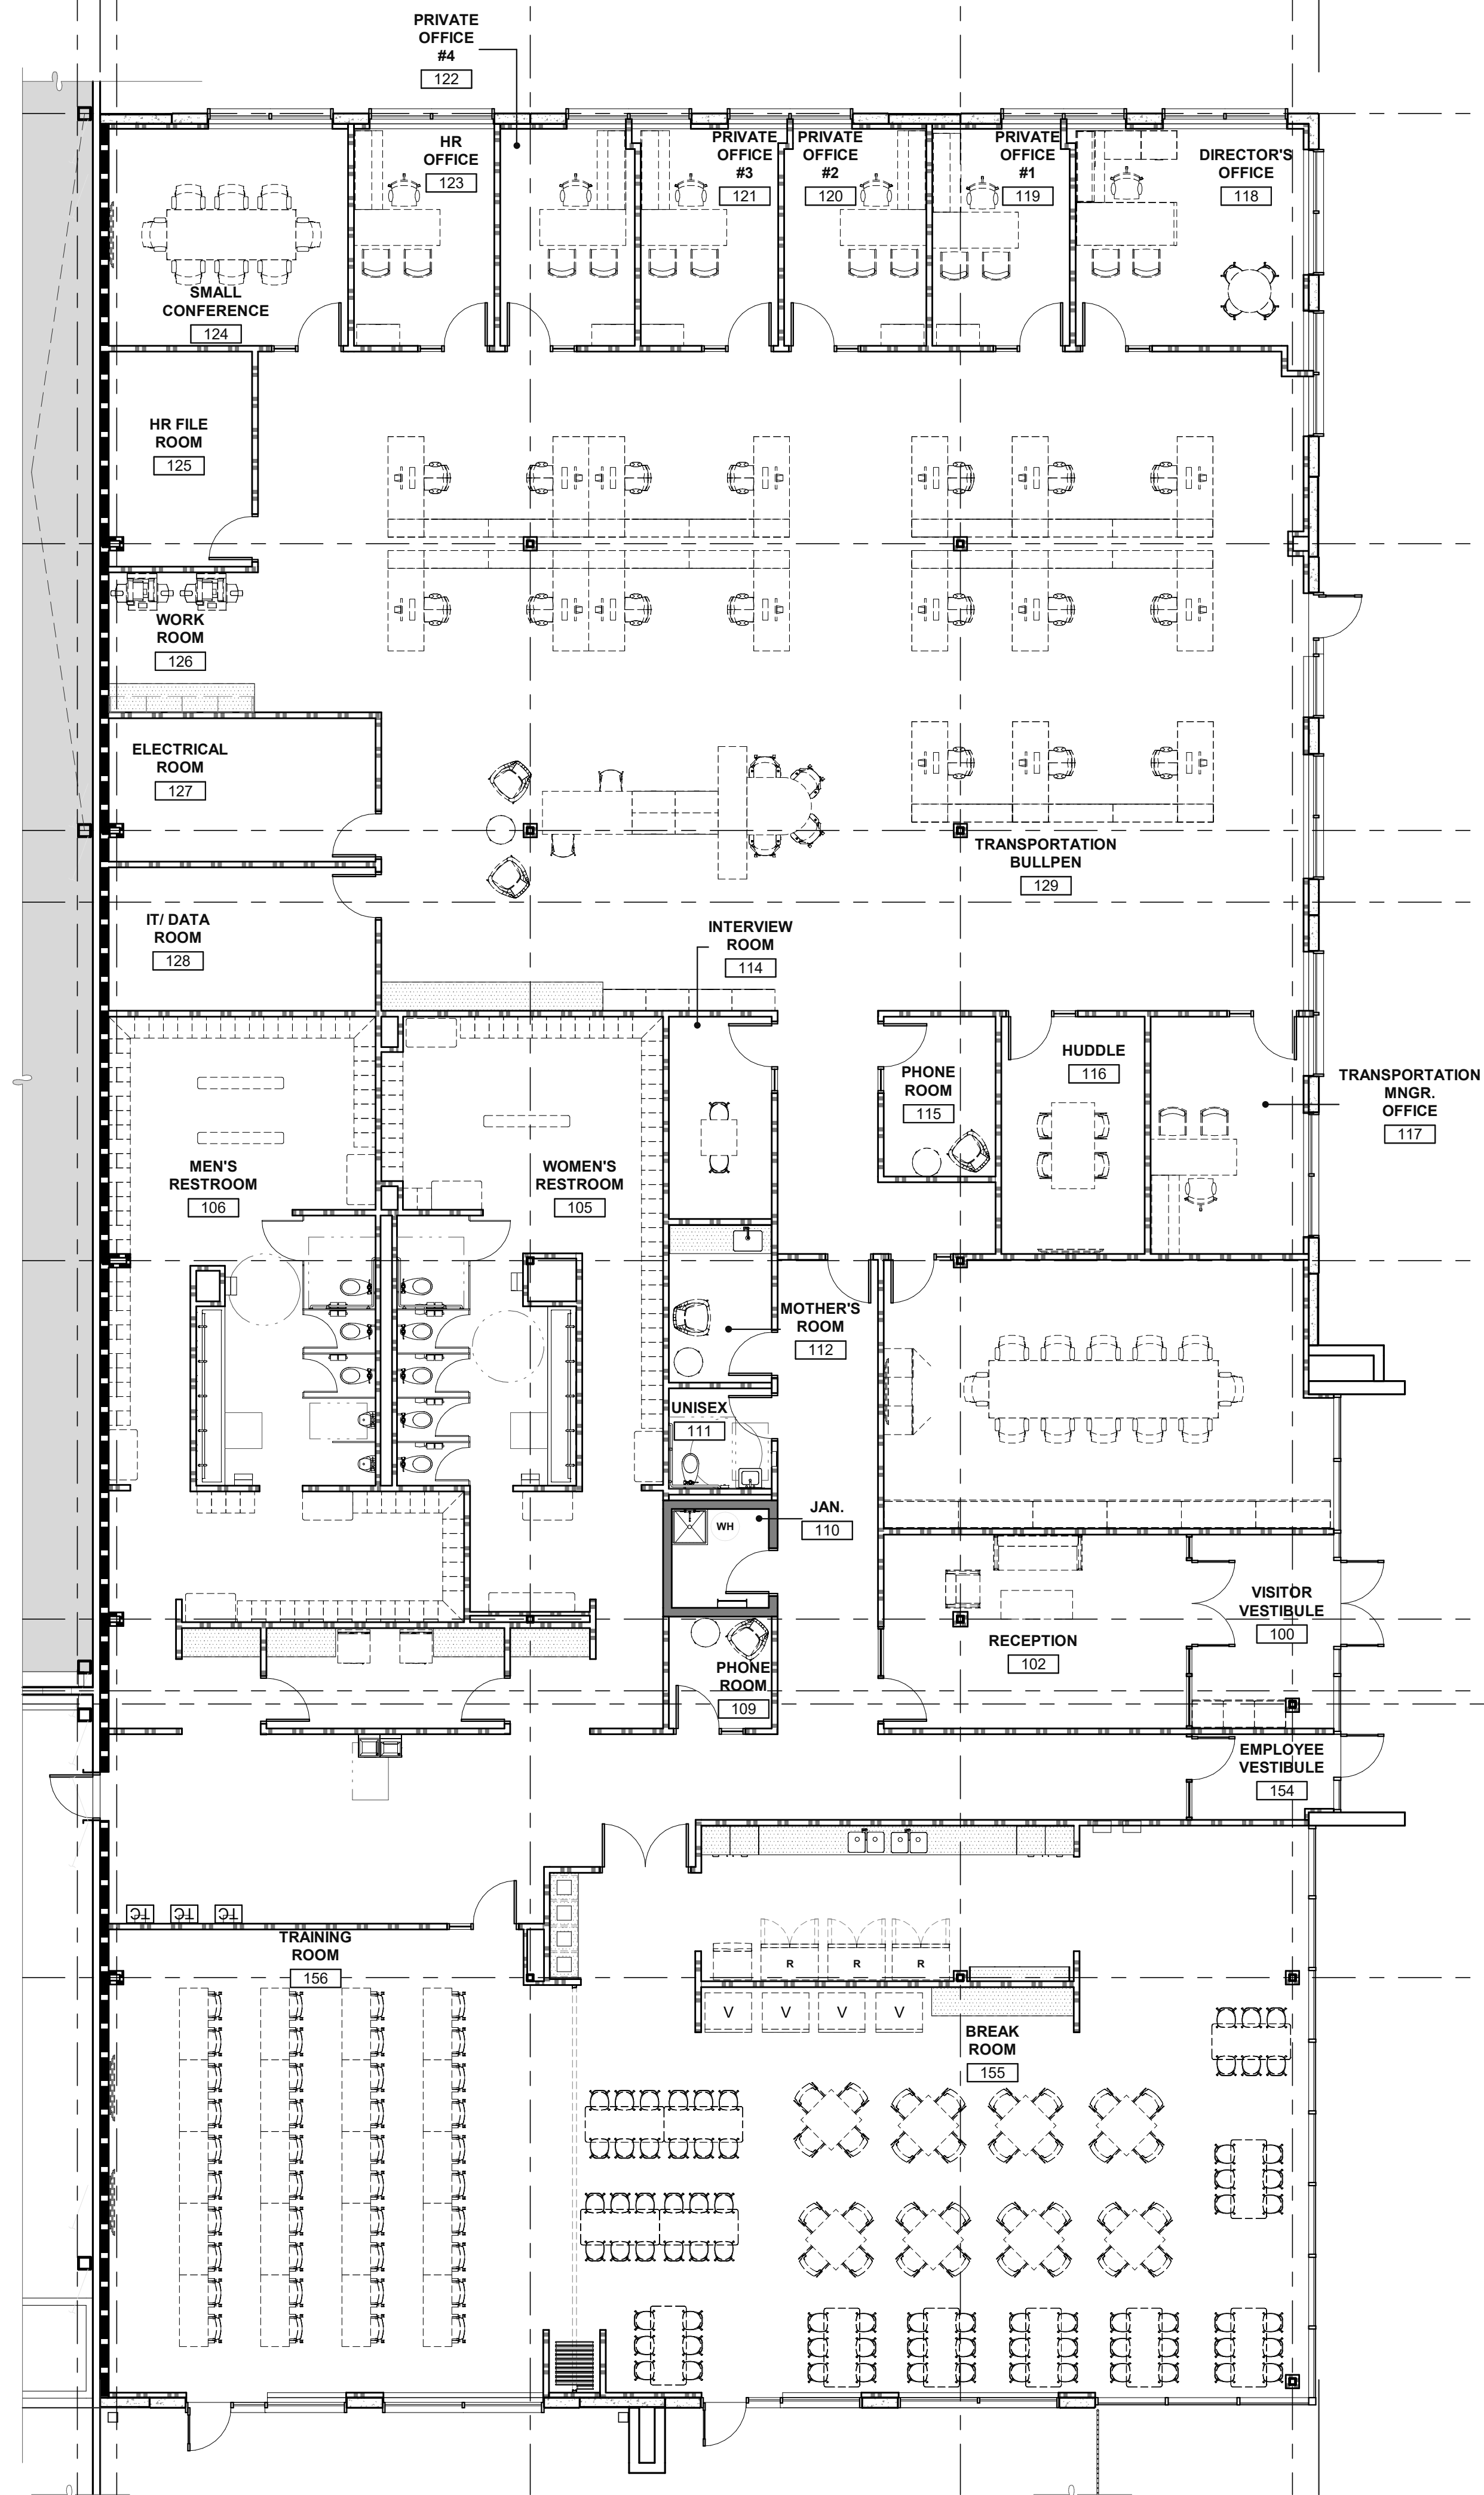 PRIVATE
OFFICE
#4
122
HR
OFFICE
123
PRIVATE
OFFICE
#3
121
PRIVATE
OFFICE
#2
120
PRIVATE
OFFICE
#1
119
DIRECTOR'S
OFFICE
118
SMALL
CONFERENCE
124
HR FILE
ROOM
125
WORK
ROOM
126
ELECTRICAL
ROOM
127
TRANSPORTATION
BULLPEN
129
IT/ DATA
ROOM
128
INTERVIEW
ROOM
114
PHONE
ROOM
115
HUDDLE
116
TRANSPORTATION
MNGR.
OFFICE
117
MEN'S
RESTROOM
106
WOMEN'S
RESTROOM
105
MOTHER'S
ROOM
112
UNISEX
111
JAN.
110
WH
VISITOR
VESTIBULE
100
RECEPTION
102
PHONE
ROOM
109
EMPLOYEE
VESTIBULE
154
TC TC TC
TRAINING
ROOM
156
R R R
V V V V
BREAK
ROOM
155